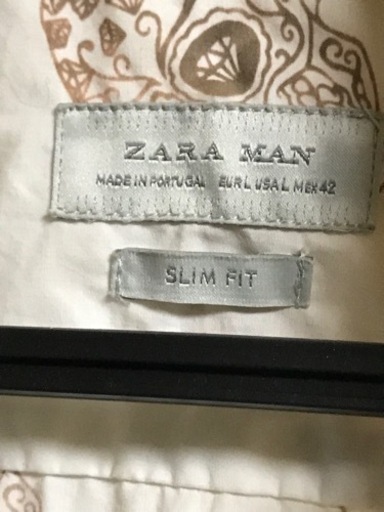 ZARA MAN
MADE IN PORTUGAL EUR L USA L MEX 42
SLIM FIT